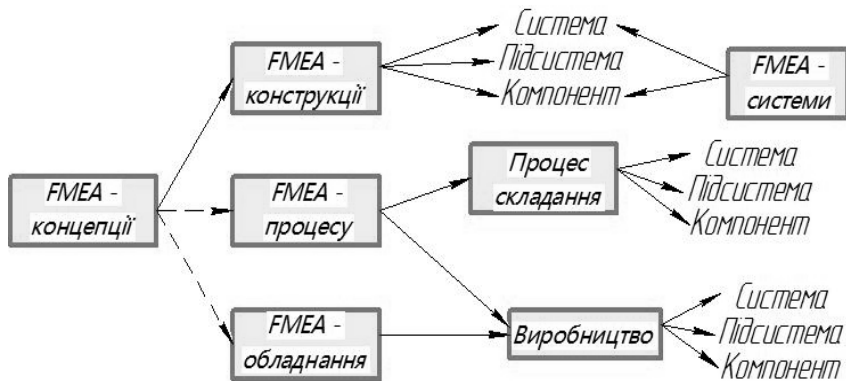 Система
FMEA -
конструкції
Підсистема
Компонент
FMEA -
системи
FMEA -
концепції
FMEA -
процесу
Процес
складання
Система
Підсистема
Компонент
FMEA -
обладнання
Виробництво
Система
Підсистема
Компонент